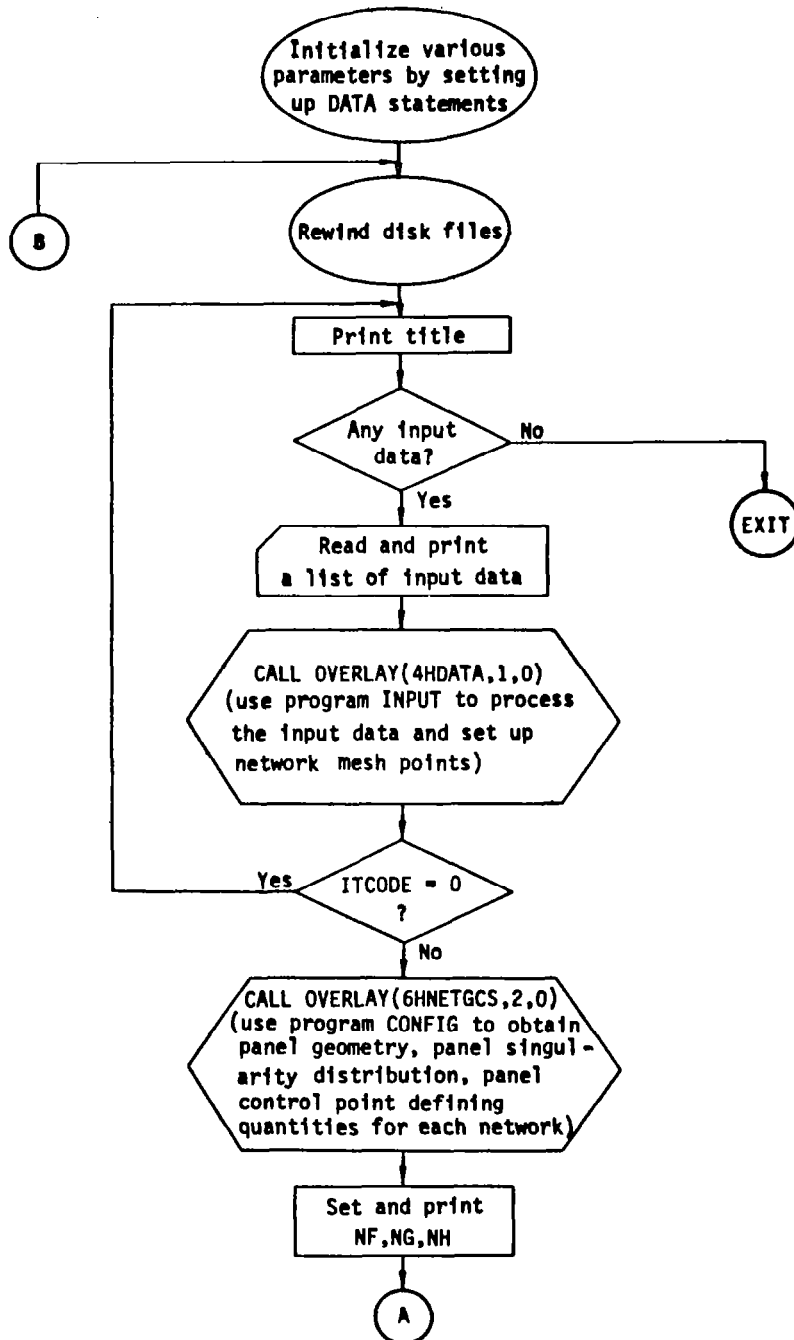 Initialize various
parameters by setting
up DATA statements
B
Rewind disk files
Print title
Any input
data?
No
Yes
EXIT
Read and print
a list of input data
CALL OVERLAY(4HDATA,1,0)
(use program INPUT to process
the input data and set up
network mesh points)
Yes
ITCODE = 0
?
No
CALL OVERLAY(6HNETGCS,2,0)
(use program CONFIG to obtain
panel geometry, panel singul-
arity distribution, panel
control point defining
quantities for each network)
Set and print
NF,NG,NH
A